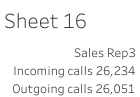 Sheet 16
Sales Rep3
Incoming calls 26,234
Outgoing calls 26,051